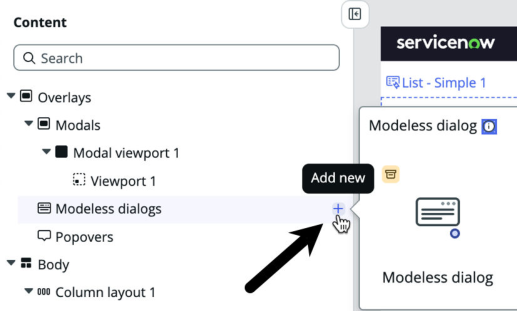 Content
Search
Overlays
Modals
Modal viewport 1
Viewport 1
Modeless dialogs
Popovers
Body
Column layout 1
Add new
servicenow
List - Simple 1
Modeless dialog
Modeless dialog